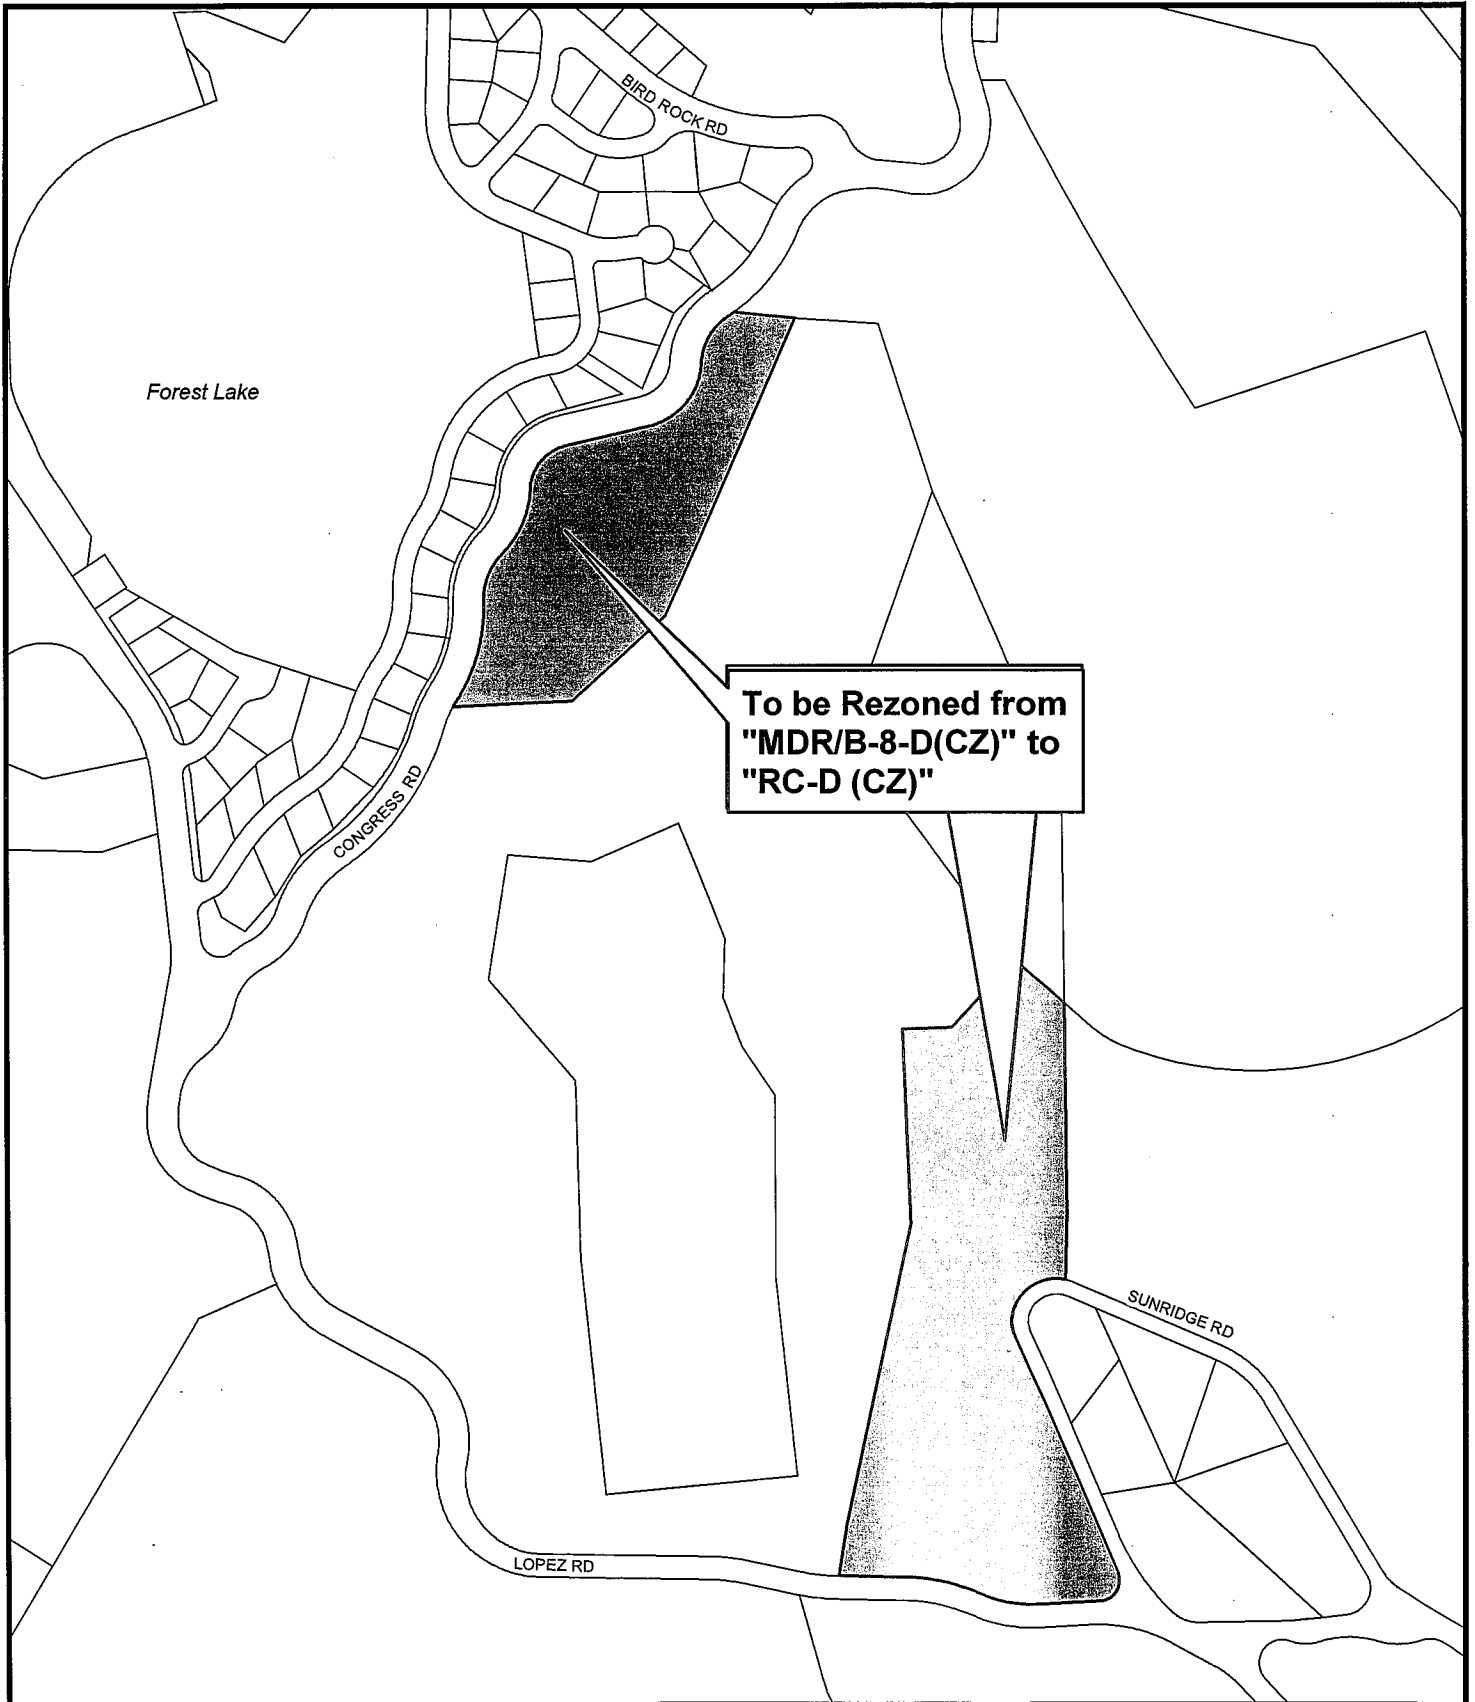 BIRD ROCK RD
Forest Lake
To be Rezoned from
"MDR/B-8-D(CZ)" to
"RC-D (CZ)"
CONGRESS RD
SUNRIDGE RD
LOPEZ RD